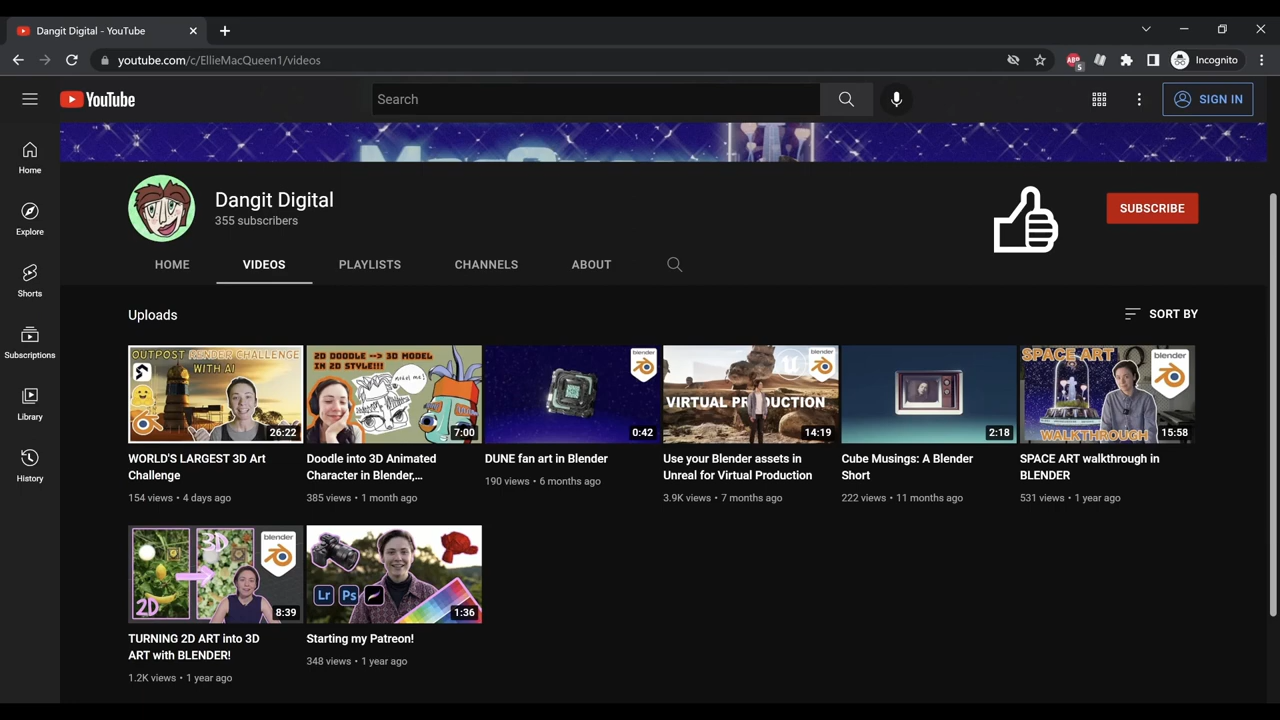 Dangit Digital - YouTube
youtube.com/c/EllieMacQueen1/videos
ABP
5
Incognito
YouTube
Search
SIGN IN
Home
Explore
Shorts
Subscriptions
Library
History
Dangit Digital
355 subscribers
SUBSCRIBE
HOME VIDEOS PLAYLISTS CHANNELS ABOUT
Uploads
SORT BY
OUTPOST RENDER CHALLENGE
WITH AI
26:22
WORLD'S LARGEST 3D Art
Challenge
154 views • 4 days ago
2D DOODLE --> 3D MODEL
IN 2D STYLE!!!
model me!
7:00
Doodle into 3D Animated
Character in Blender,...
385 views • 1 month ago
blender
0:42
DUNE fan art in Blender
190 views • 6 months ago
blender
VIRTUAL PRODUCTION
14:19
Use your Blender assets in
Unreal for Virtual Production
3.9K views • 7 months ago
2:18
Cube Musings: A Blender
Short
222 views • 11 months ago
SPACE ART
blender
WALKTHROUGH
15:58
SPACE ART walkthrough in
BLENDER
531 views • 1 year ago
3D
blender
2D
8:39
TURNING 2D ART into 3D
ART with BLENDER!
1.2K views • 1 year ago
Lr Ps
1:36
Starting my Patreon!
348 views • 1 year ago